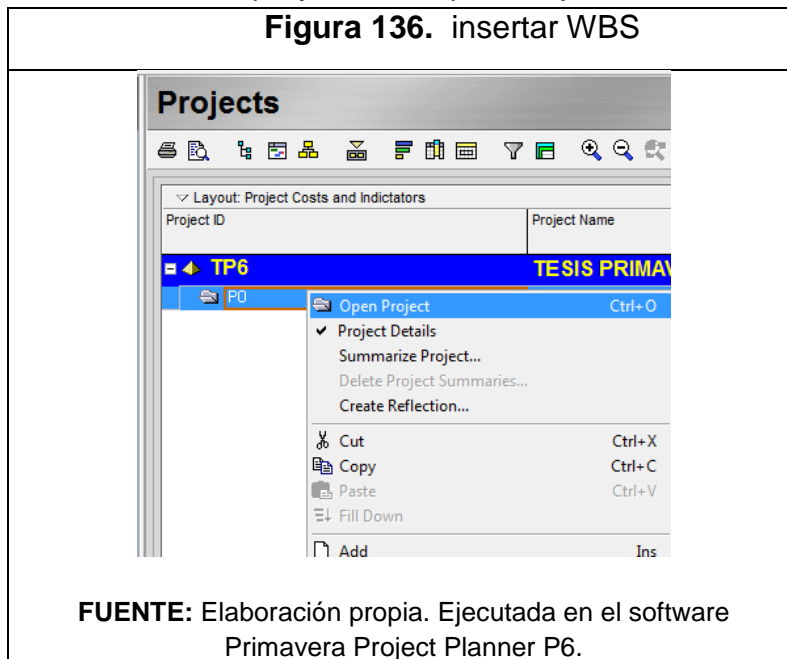 Figura 136. insertar WBS
Projects
Layout: Project Costs and Indictators
Project ID
Project Name
TP6
TESIS PRIMAV
P0
Open Project Ctrl+O
Project Details
Summarize Project...
Delete Project Summaries...
Create Reflection...
Cut Ctrl+X
Copy Ctrl+C
Paste Ctrl+V
Fill Down
Add Ins
FUENTE: Elaboración propia. Ejecutada en el software
Primavera Project Planner P6.